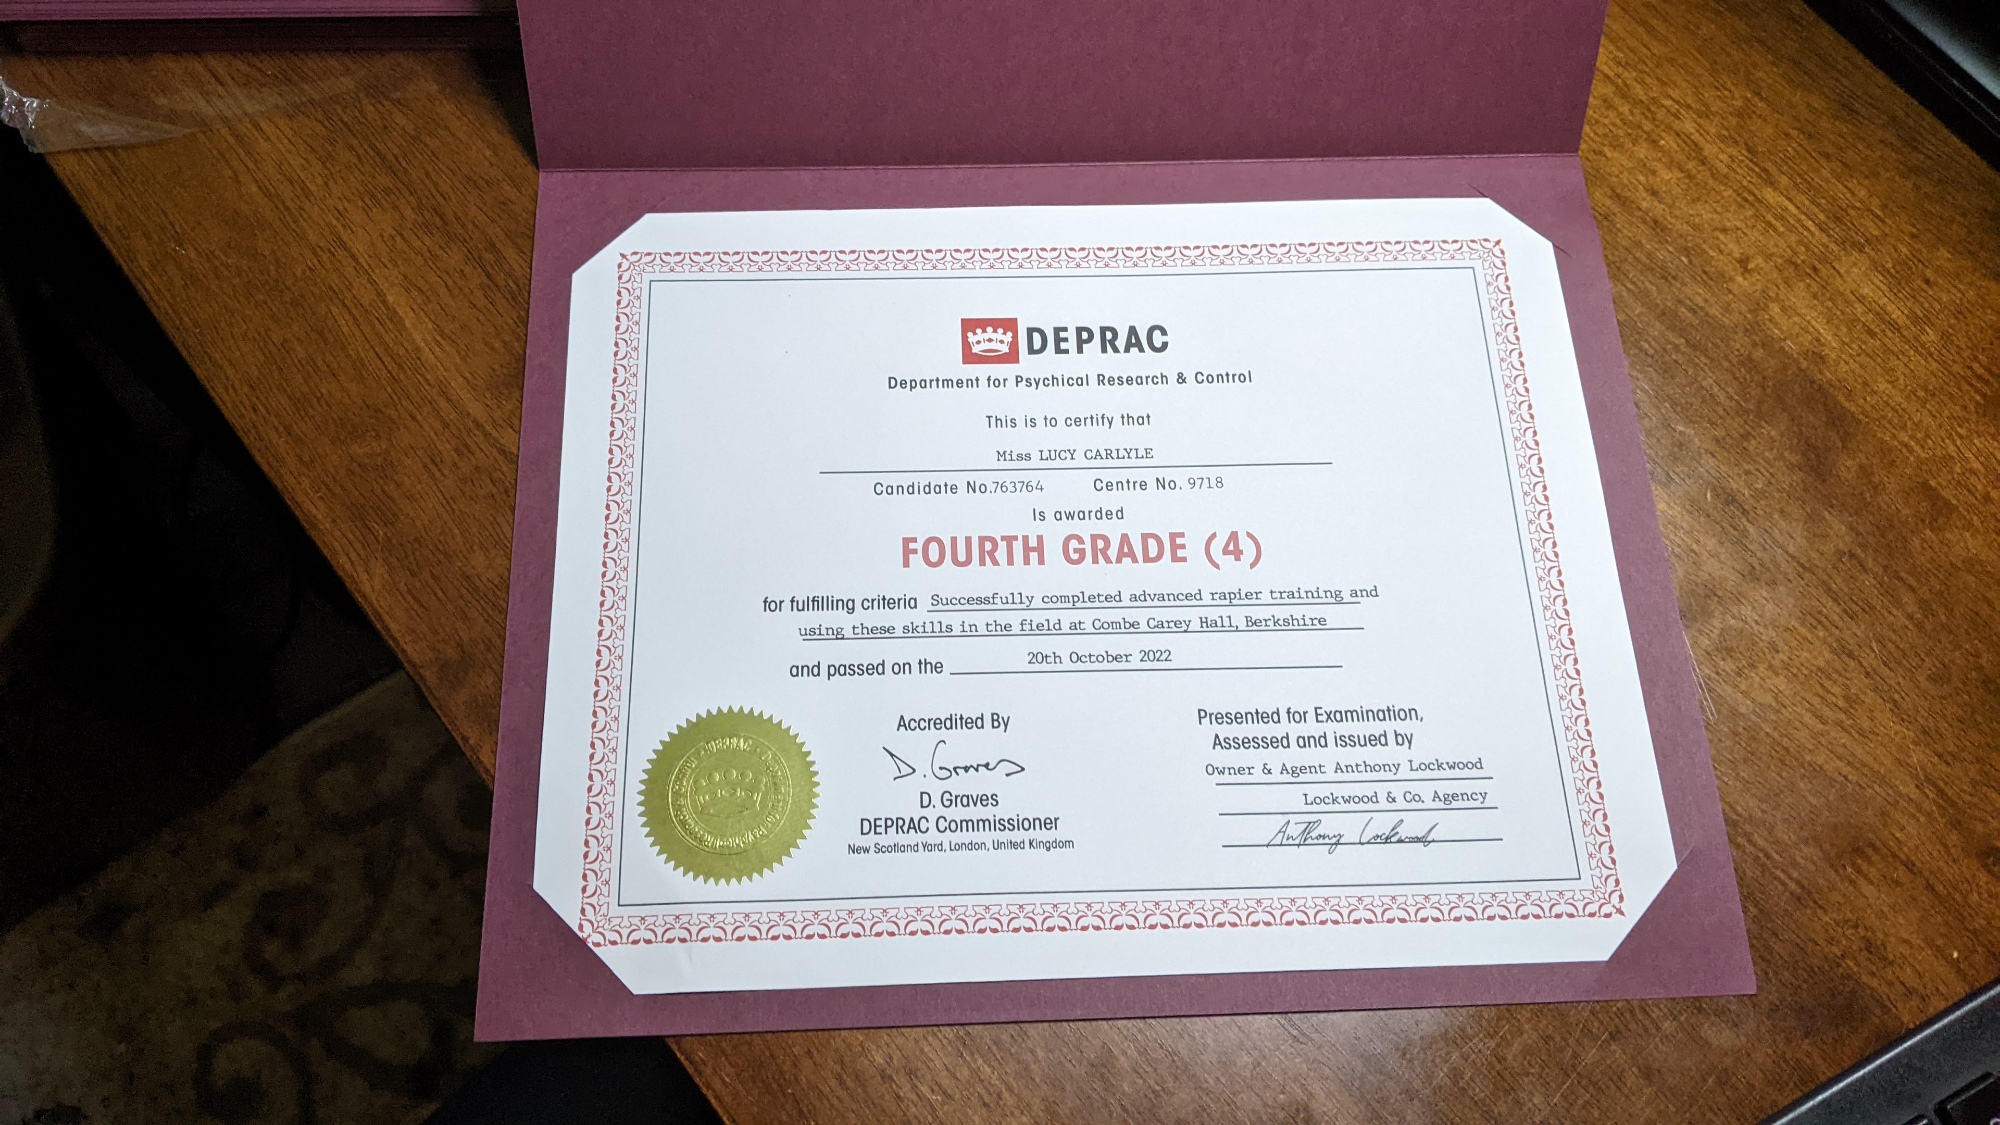 DEPRAC
Department for Psychical Research & Control
This is to certify that
Miss LUCY CARLYLE
Candidate No.763764 Centre No. 9718
Is awarded
FOURTH GRADE (4)
for fulfilling criteria Successfully completed advanced rapier training and
using these skills in the field at Combe Carey Hall, Berkshire
and passed on the 20th October 2022
Accredited By
D. Graves
D. Graves
DEPRAC Commissioner
New Scotland Yard, London, United Kingdom
Presented for Examination,
Assessed and issued by
Owner & Agent Anthony Lockwood
Lockwood & Co. Agency
Anthony Lockwood
DEPRAC